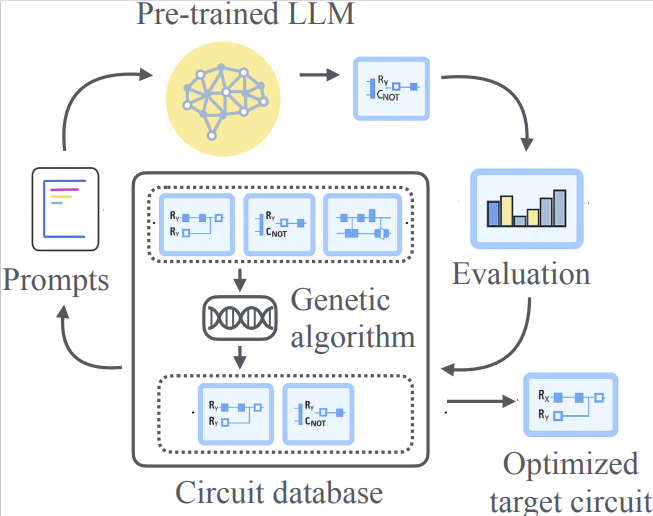 Pre-trained LLM
RY
CNOT
Prompts
RY
RY
RY
CNOT
Genetic
algorithm
Evaluation
RY
RY
RY
CNOT
RX
RY
Circuit database
Optimized
target circuit